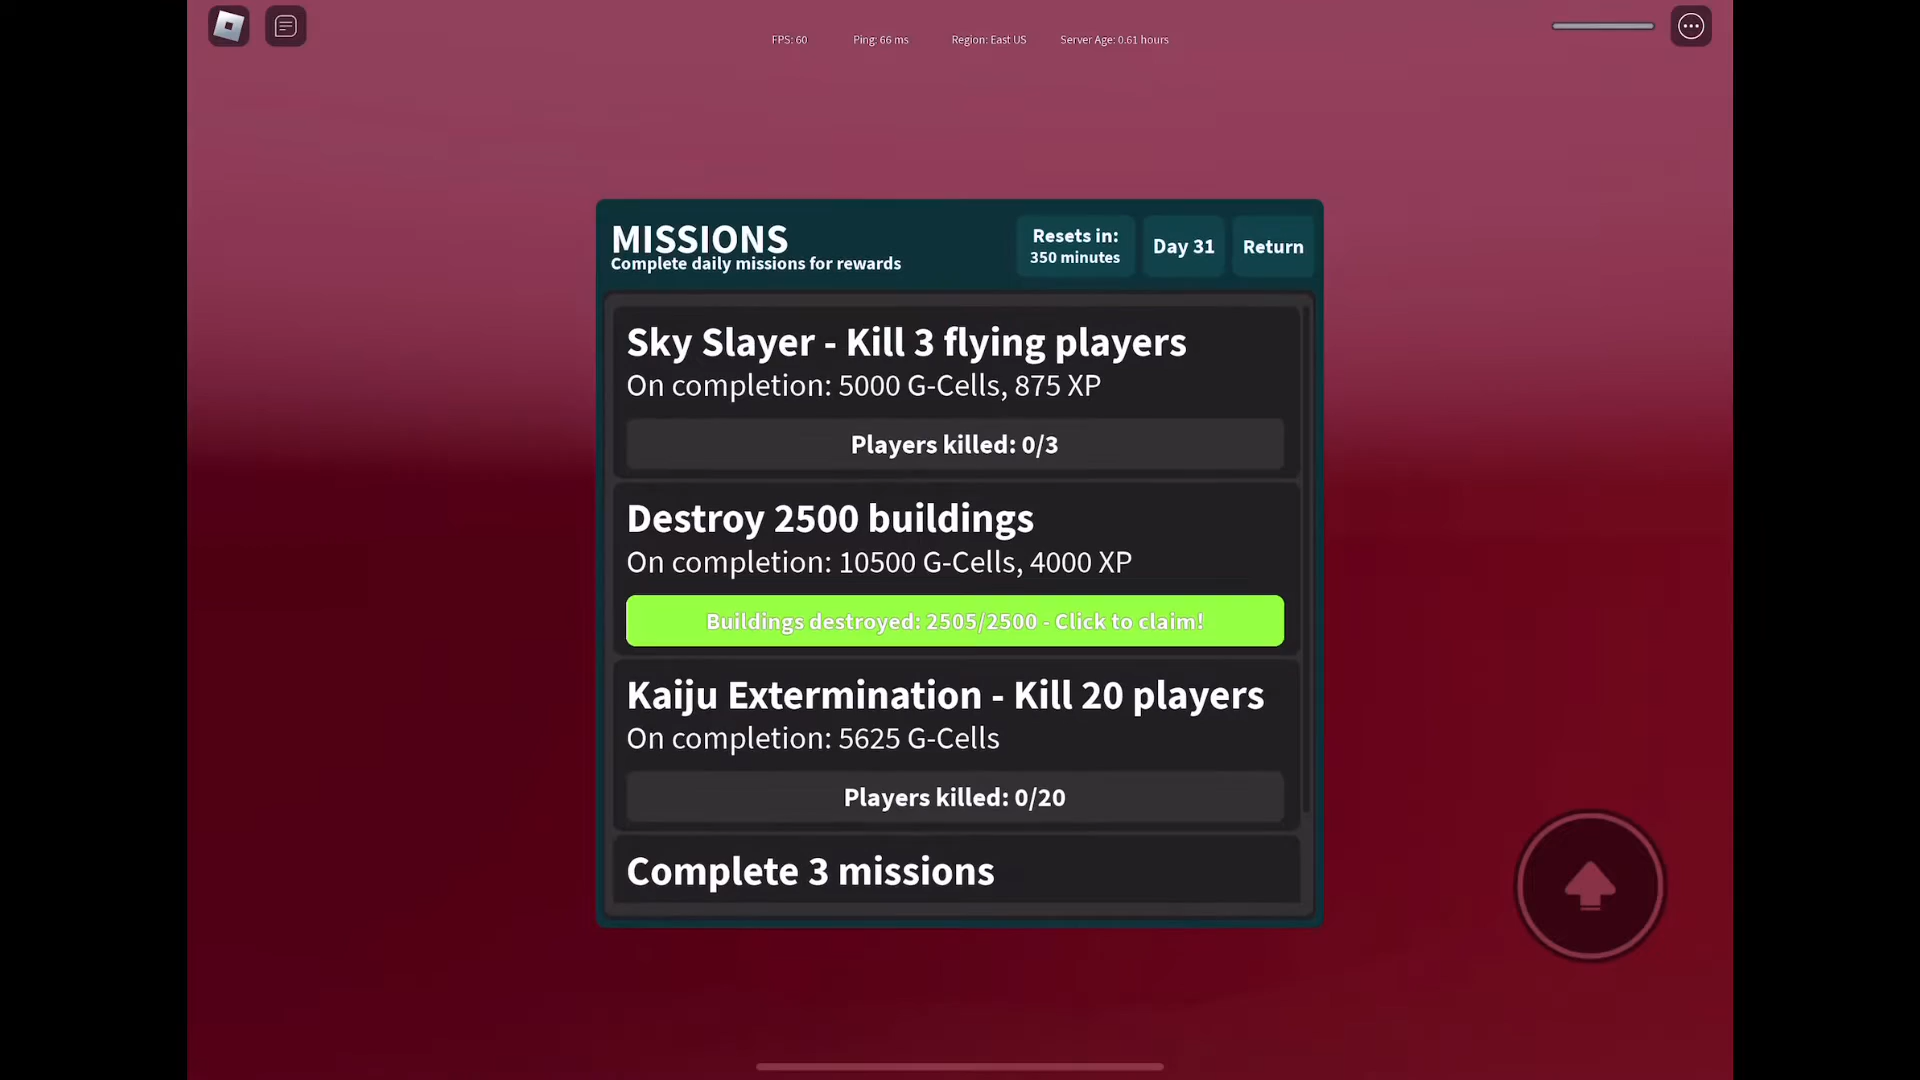 FPS: 60
Ping: 66 ms
Region: East US
Server Age: 0.61 hours
MISSIONS
Complete daily missions for rewards
Resets in:
350 minutes
Day 31
Return
Sky Slayer - Kill 3 flying players
On completion: 5000 G-Cells, 875 XP
Players killed: 0/3
Destroy 2500 buildings
On completion: 10500 G-Cells, 4000 XP
Buildings destroyed: 2505/2500 - Click to claim!
Kaiju Extermination - Kill 20 players
On completion: 5625 G-Cells
Players killed: 0/20
Complete 3 missions